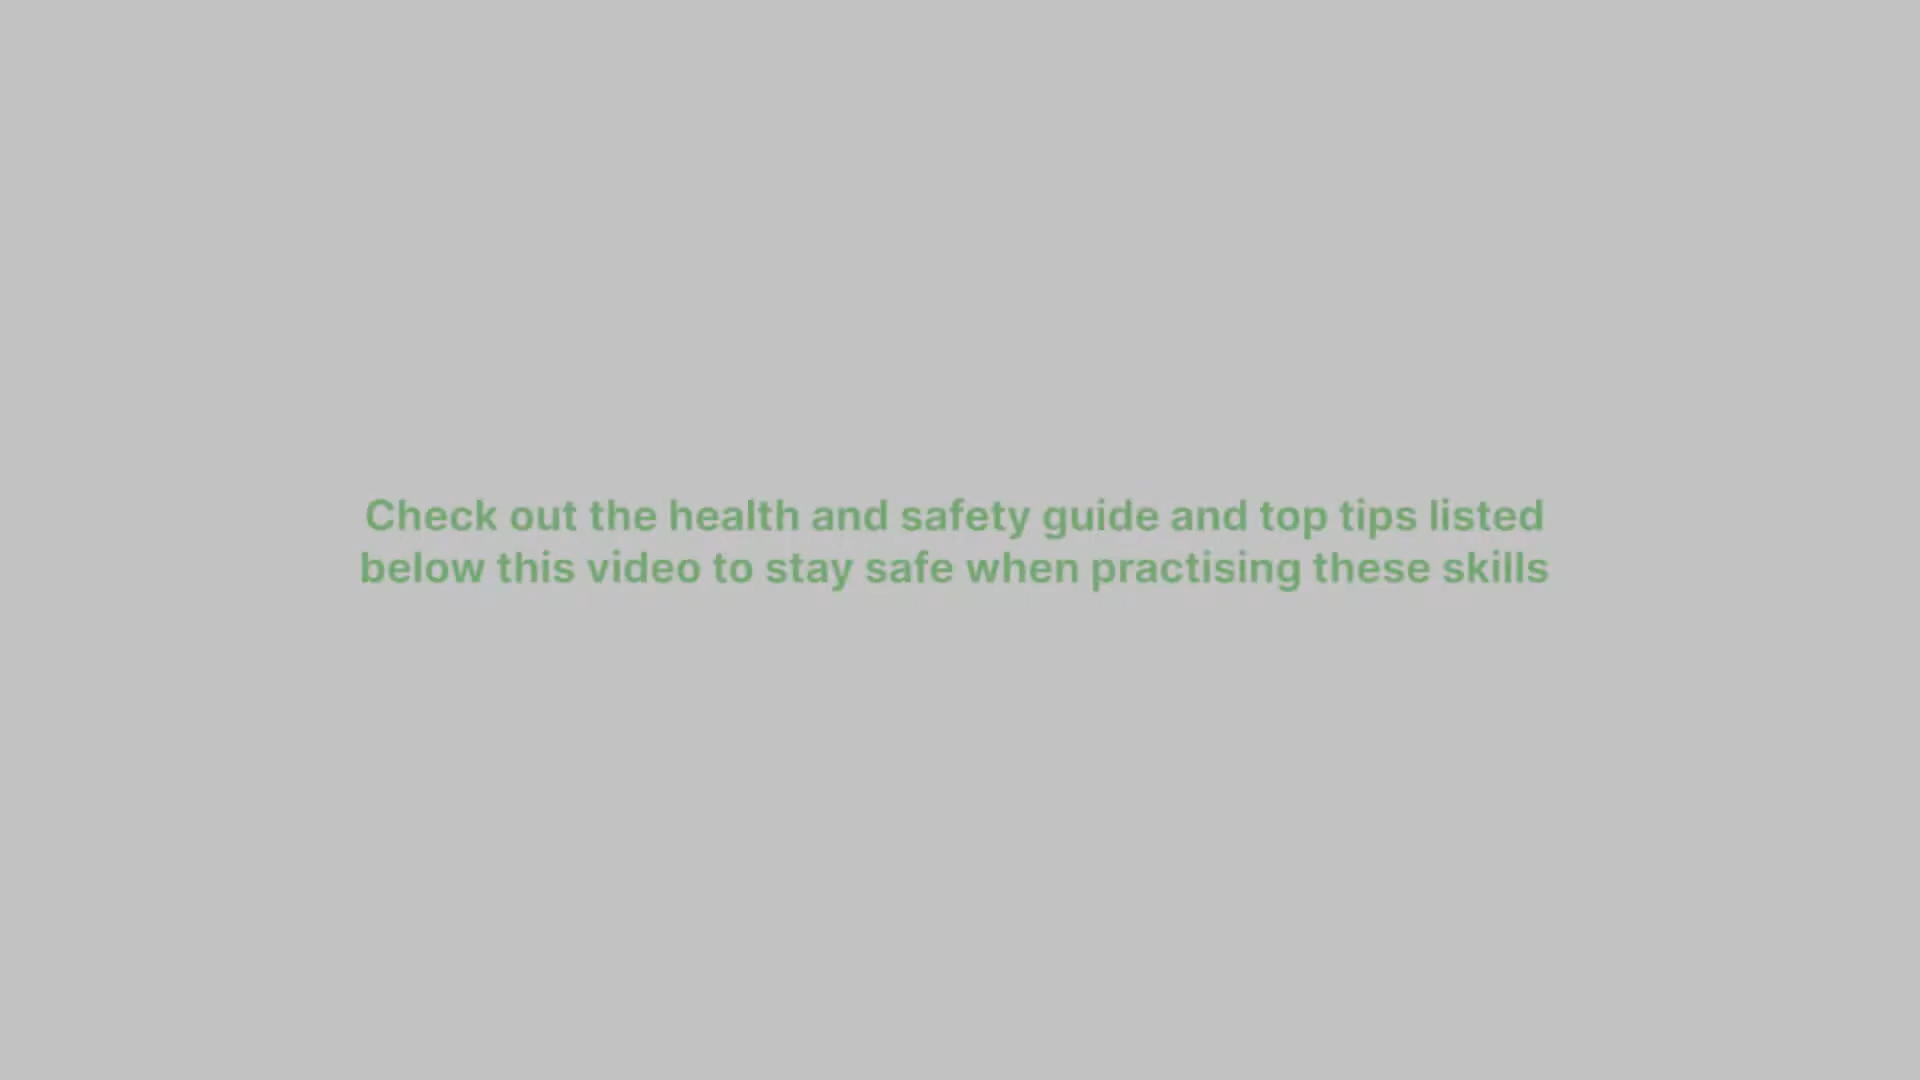 Check out the health and safety guide and top tips listed
below this video to stay safe when practising these skills